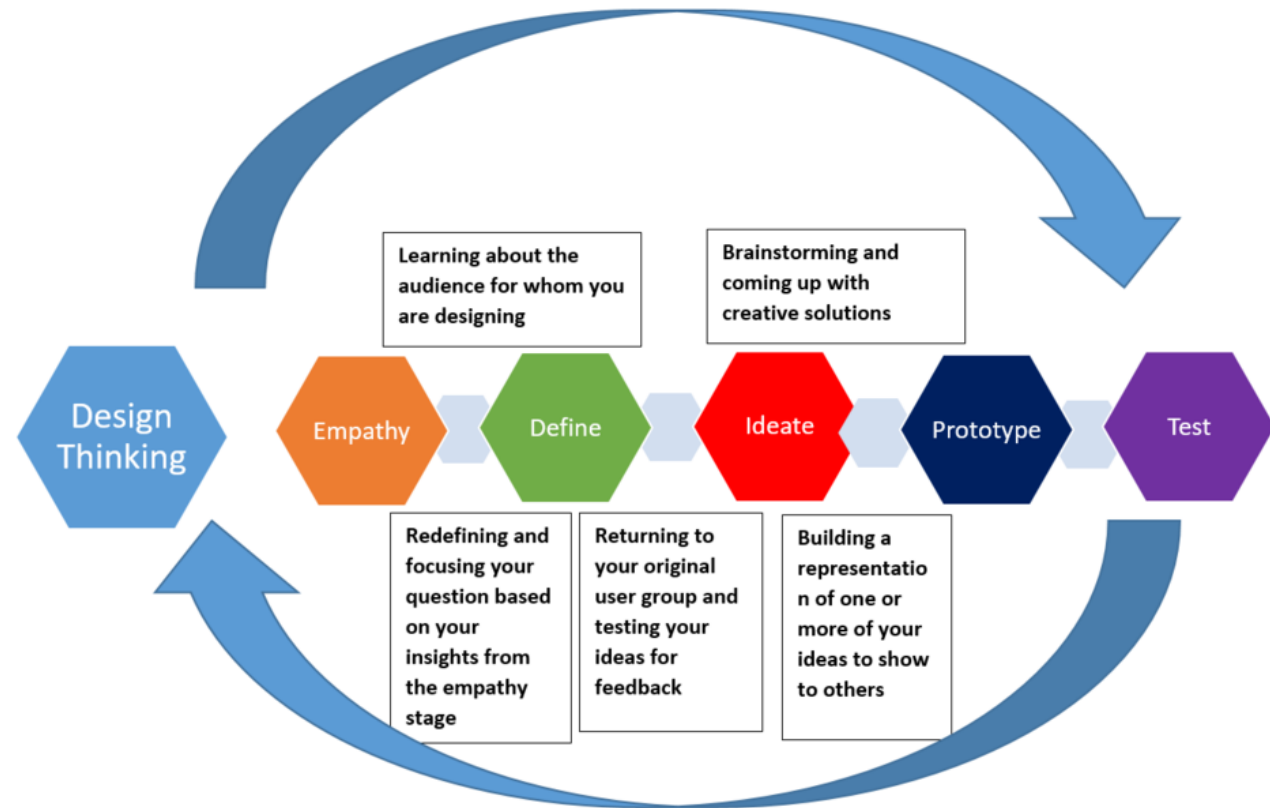 Learning about the
audience for whom you
are designing
Brainstorming and
coming up with
creative solutions
Design
Thinking
Empathy
Define
Ideate
Prototype
Test
Redefining and
focusing your
question based
on your
insights from
the empathy
stage
Returning to
your original
user group and
testing your
ideas for
feedback
Building a
representatio
n of one or
more of your
ideas to show
to others